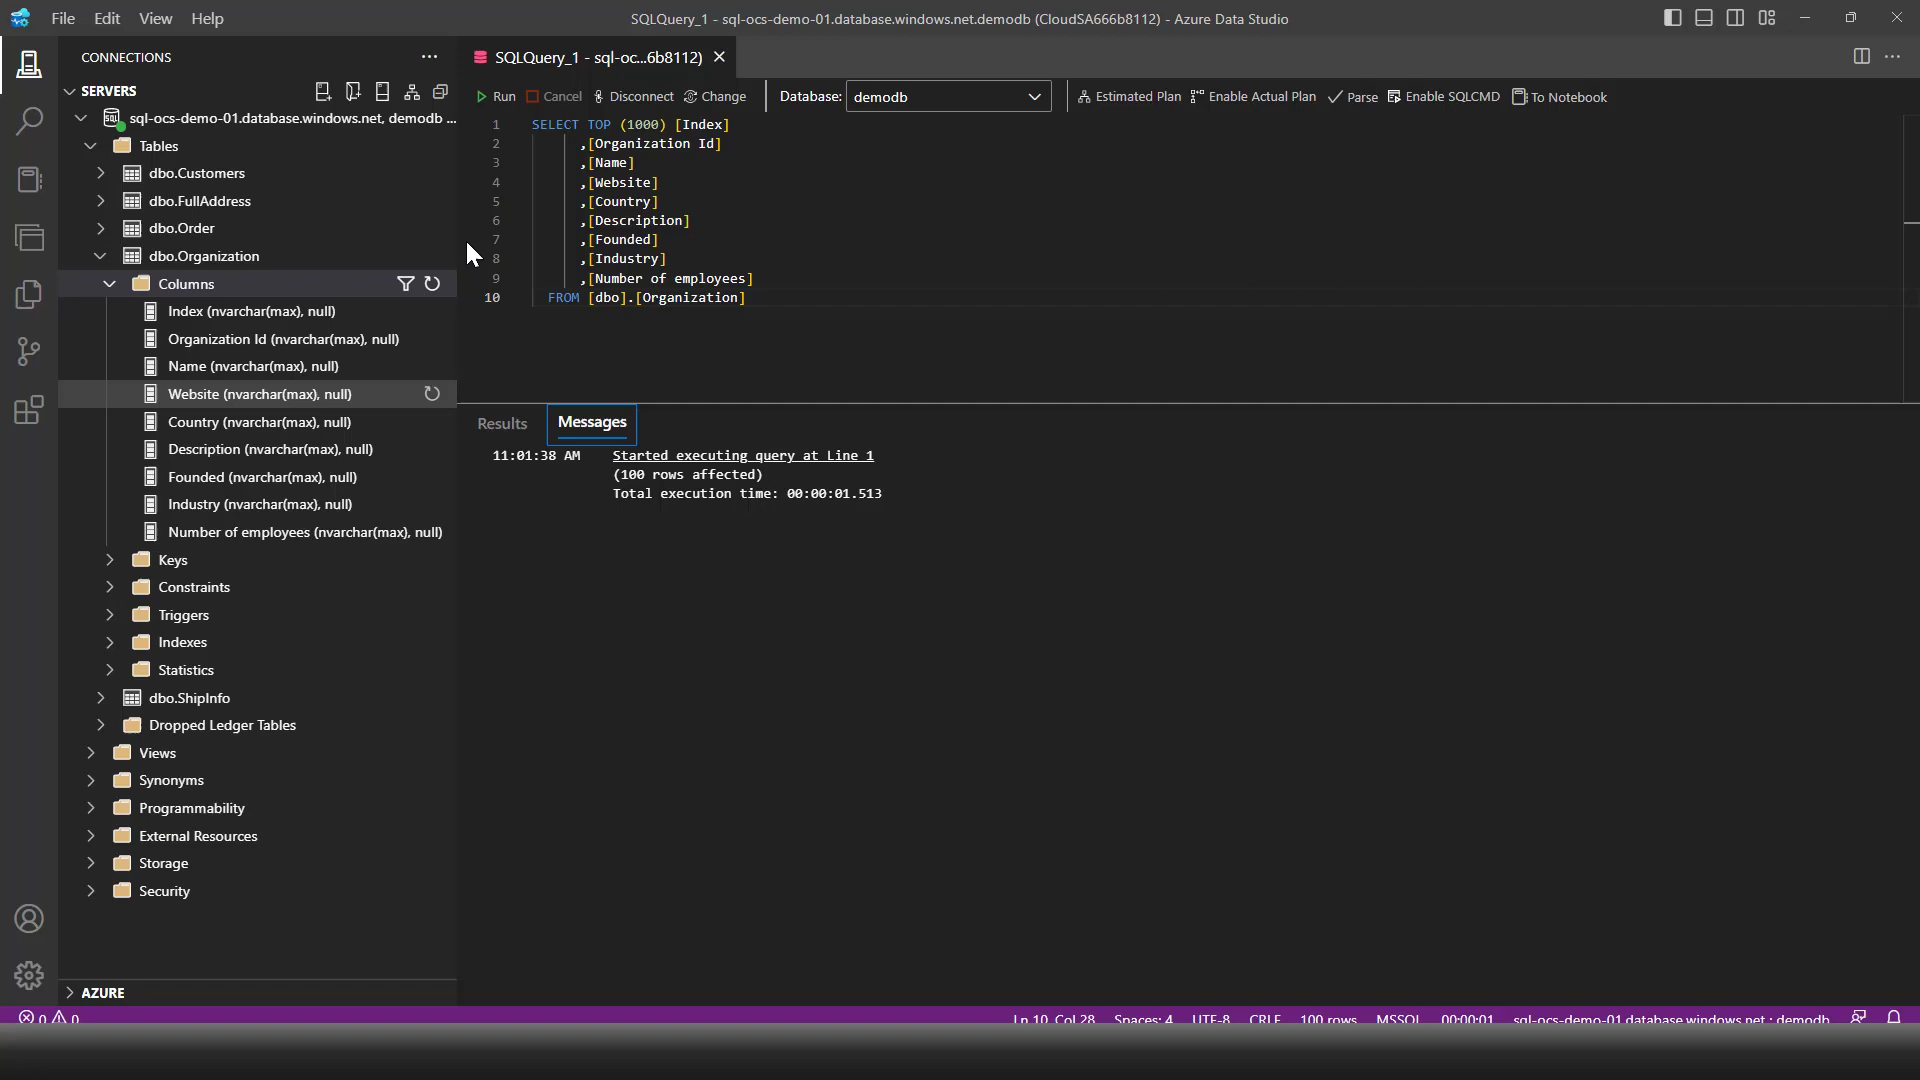 File Edit View Help
SQLQuery_1 - sql-ocs-demo-01.database.windows.net.demodb (CloudSA666b8112) - Azure Data Studio
CONNECTIONS
SERVERS
sql-ocs-demo-01.database.windows.net, demodb ...
Tables
dbo.Customers
dbo.FullAddress
dbo.Order
dbo.Organization
Columns
Index (nvarchar(max), null)
Organization Id (nvarchar(max), null)
Name (nvarchar(max), null)
Website (nvarchar(max), null)
Country (nvarchar(max), null)
Description (nvarchar(max), null)
Founded (nvarchar(max), null)
Industry (nvarchar(max), null)
Number of employees (nvarchar(max), null)
Keys
Constraints
Triggers
Indexes
Statistics
dbo.ShipInfo
Dropped Ledger Tables
Views
Synonyms
Programmability
External Resources
Storage
Security
AZURE
SQLQuery_1 - sql-oc...6b8112)
Run Cancel Disconnect Change Database: demodb Estimated Plan Enable Actual Plan Parse Enable SQLCMD To Notebook
1 SELECT TOP (1000) [Index]
2 ,[Organization Id]
3 ,[Name]
4 ,[Website]
5 ,[Country]
6 ,[Description]
7 ,[Founded]
8 ,[Industry]
9 ,[Number of employees]
10 FROM [dbo].[Organization]
Results Messages
11:01:38 AM Started executing query at Line 1
(100 rows affected)
Total execution time: 00:00:01.513
0 0 Ln 10, Col 28 Spaces: 4 UTF-8 CRLF 100 rows MSSQL 00:00:01 sql-ocs-demo-01.database.windows.net : demodb